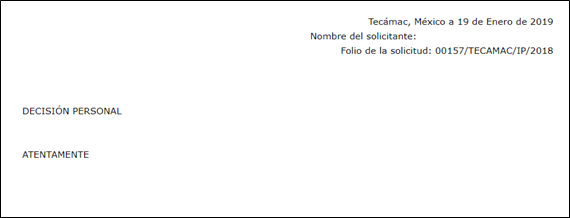 Tecámac, México a 19 de Enero de 2019
Nombre del solicitante:
Folio de la solicitud: 00157/TECAMAC/IP/2018
DECISIÓN PERSONAL
ATENTAMENTE